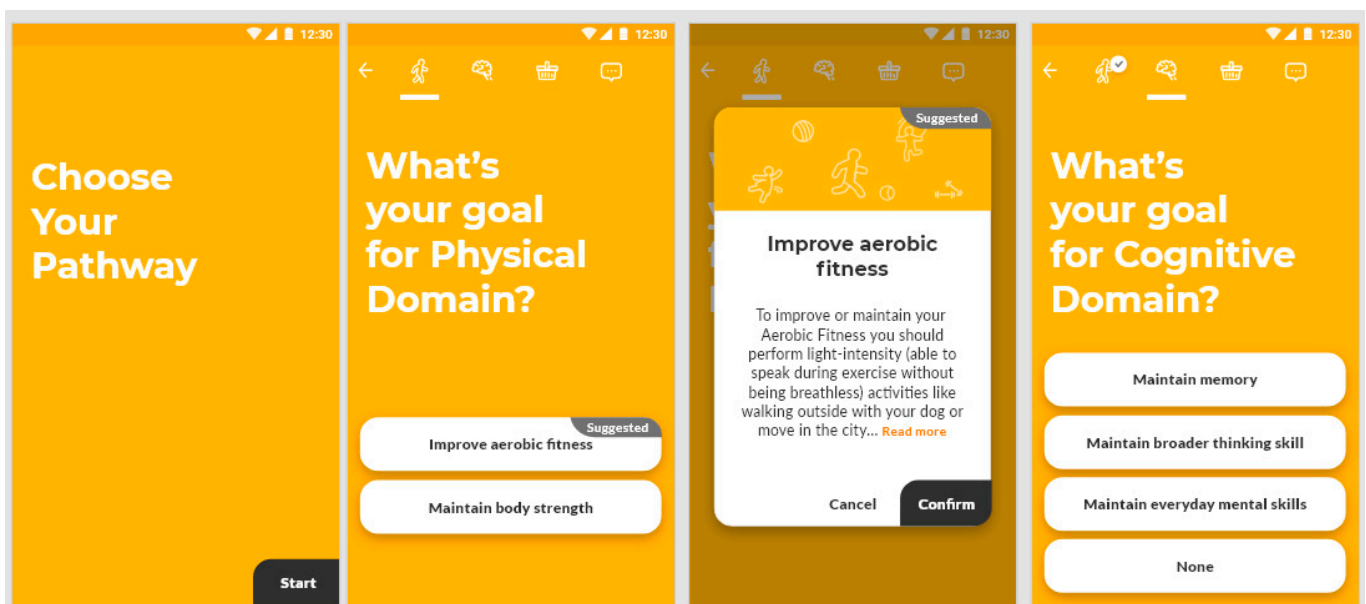 12:30
Choose
Your
Pathway
Start
12:30
What's
your goal
for Physical
Domain?
Suggested
Improve aerobic fitness
Maintain body strength
12:30
Suggested
Improve aerobic
fitness
To improve or maintain your
Aerobic Fitness you should
perform light-intensity (able to
speak during exercise without
being breathless) activities like
walking outside with your dog or
move in the city... Read more
Cancel
Confirm
12:30
What's
your goal
for Cognitive
Domain?
Maintain memory
Maintain broader thinking skill
Maintain everyday mental skills
None